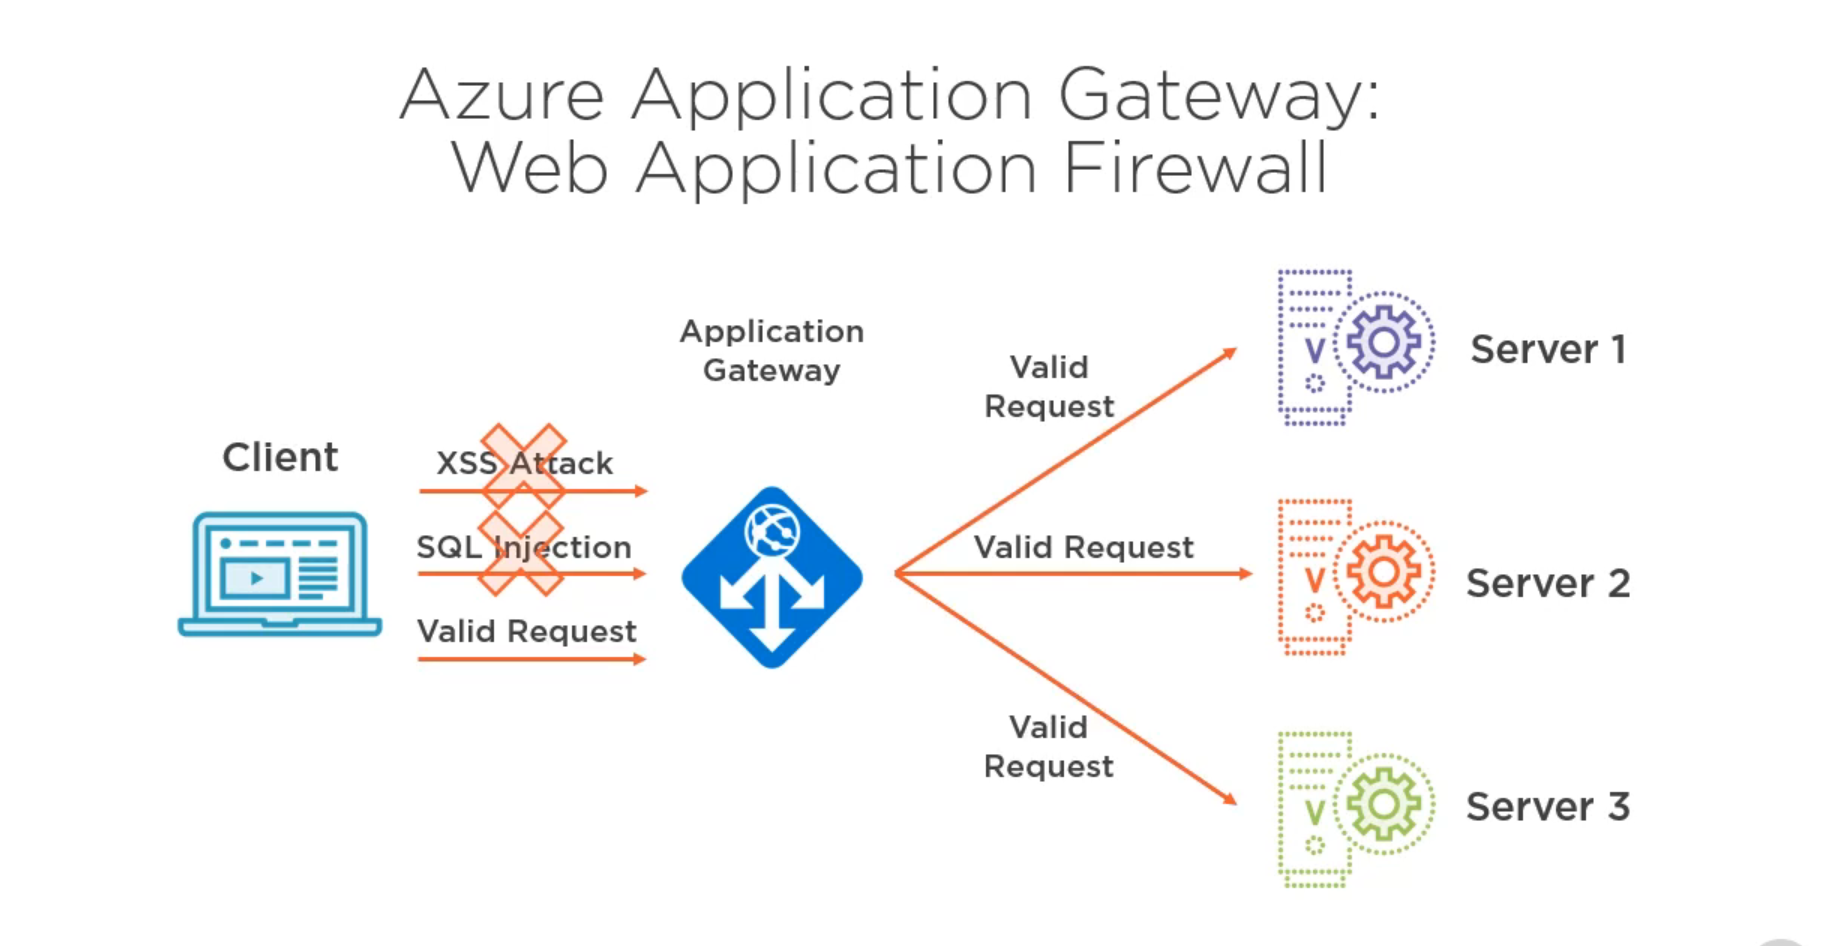 Azure Application Gateway:
Web Application Firewall
Client
XSS Attack
SQL Injection
Valid Request
Application
Gateway
Valid
Request
Valid Request
Valid
Request
V
Server 1
V
Server 2
V
Server 3